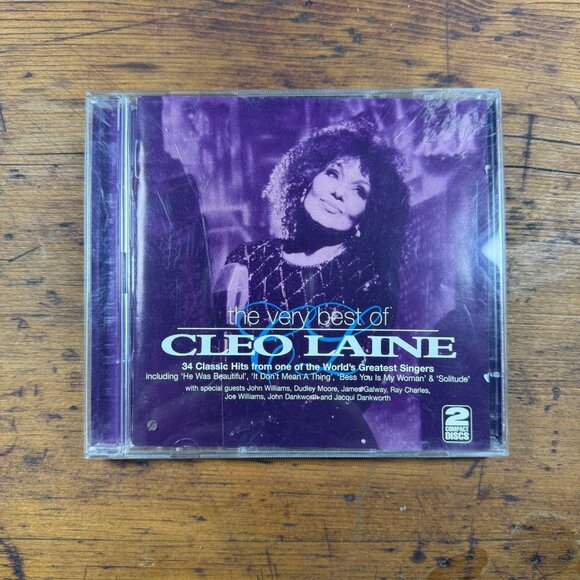 the very best of
CL
CLEO LAINE
34 Classic Hits from one of the World's Greatest Singers
including 'He Was Beautiful', 'It Don't Mean A Thing', 'Bess You Is My Woman' & 'Solitude'
with special guests John Williams, Dudley Moore, James Galway, Ray Charles,
Joe Williams, John Dankworth and Jacqui Dankworth
2
COMPACT
DISCS